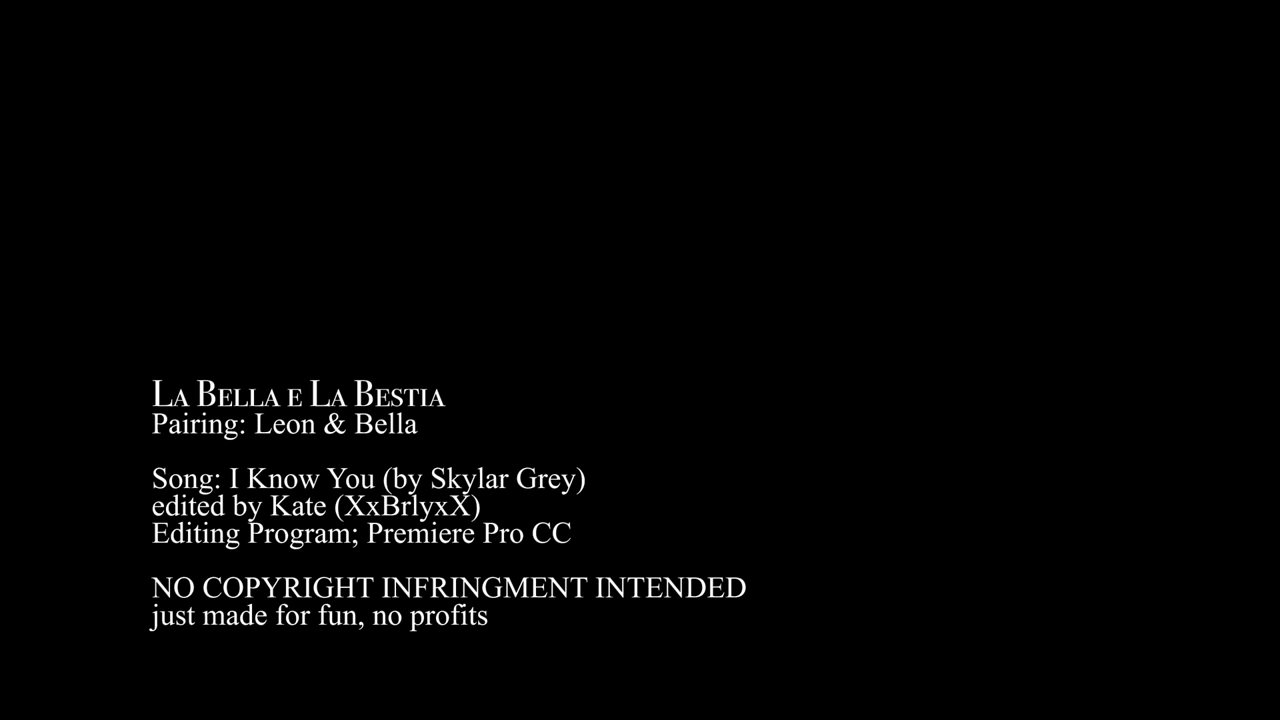 La Bella e La Bestia
Pairing: Leon & Bella
Song: I Know You (by Skylar Grey)
edited by Kate (XxBrlyxX)
Editing Program; Premiere Pro CC
NO COPYRIGHT INFRINGMENT INTENDED
just made for fun, no profits